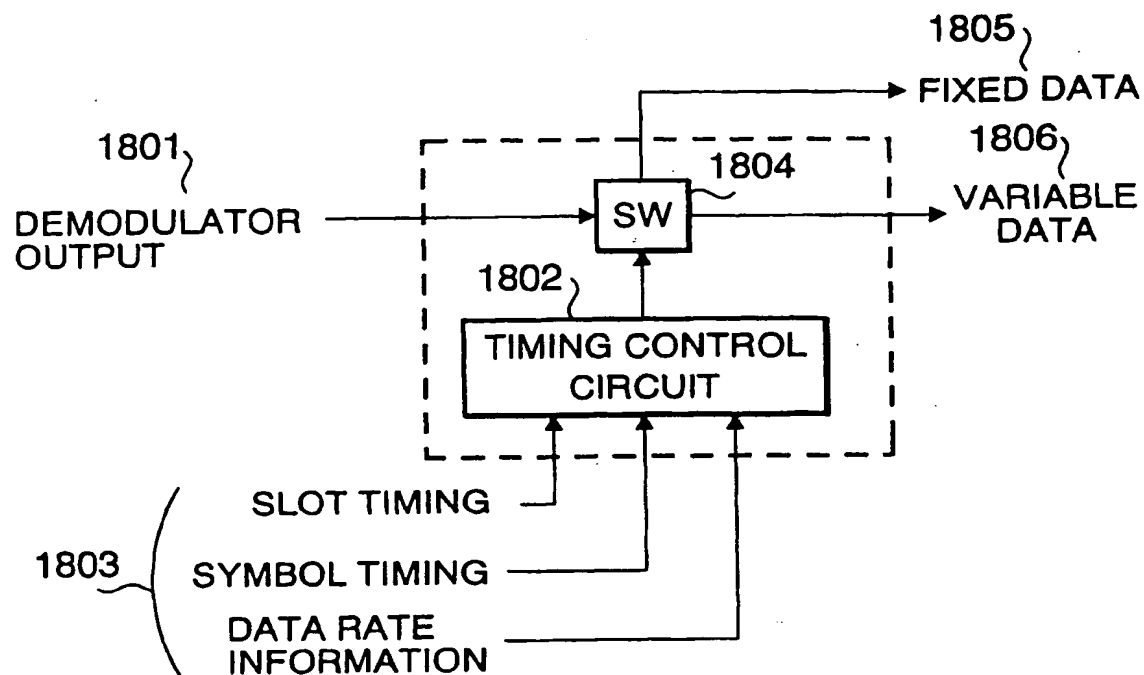 1805
FIXED DATA
1801
1806
1804
DEMODULATOR
OUTPUT
SW
VARIABLE
DATA
1802
TIMING CONTROL
CIRCUIT
SLOT TIMING
1803
SYMBOL TIMING
DATA RATE
INFORMATION